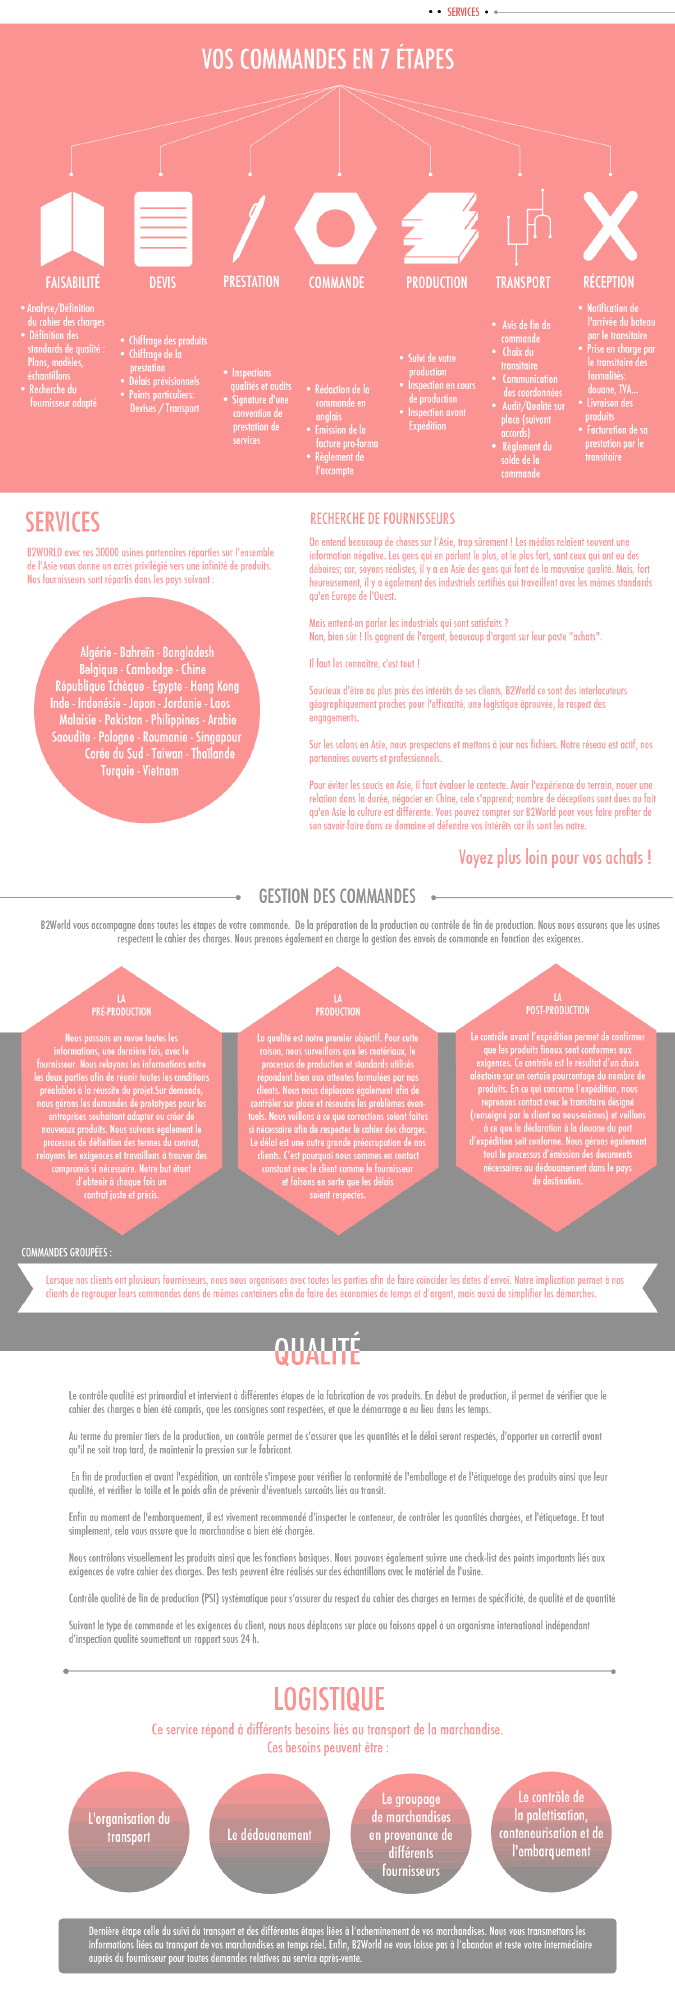 SERVICES
VOS COMMANDES EN 7 ÉTAPES
FAISABILITÉ
• Analyse/Définition
du cahier des charges
• Définition des
standards de qualité :
Plans, modèles,
échantillons
• Recherche du
fournisseur adapté
DEVIS
• Chiffrage des produits
• Chiffrage de la
prestation
• Délais prévisionnels
• Points particuliers:
Devises / Transport
PRESTATION
• Inspections
qualités et audits
• Signature d'une
convention de
prestation de
services
COMMANDE
• Rédaction de la
commande en
anglais
• Emission de la
facture pro-forma
• Règlement de
l'accompte
PRODUCTION
• Suivi de votre
production
• Inspection en cours
de production
• Inspection avant
Expédition
TRANSPORT
• Avis de fin de
commande
• Choix du
transitaire
• Communication
des coordonnées
• Audit/Qualité sur
place (suivant
accords)
• Règlement du
solde de la
commande
RÉCEPTION
• Notification de
l'arrivée du bateau
par le transitaire
• Prise en charge par
le transitaire des
formalités:
douane, TVA...
• Livraison des
produits
• Facturation de sa
prestation par le
transitaire
SERVICES
B2WORLD avec ses 30000 usines partenaires réparties sur l'ensemble
de l'Asie vous donne un accès privilégié vers une infinité de produits.
Nos fournisseurs sont répartis dans les pays suivant :
Algérie - Bahreïn - Bangladesh
Belgique - Cambodge - Chine
République Tchèque - Egypte - Hong Kong
Inde - Indonésie - Japon - Jordanie - Laos
Malaisie - Pakistan - Philippines - Arabie
Saoudite - Pologne - Roumanie - Singapour
Corée du Sud - Taiwan - Thaïlande
Turquie - Vietnam
RECHERCHE DE FOURNISSEURS
On entend beaucoup de choses sur l'Asie, trop sûrement ! Les médias relaient souvent une
information négative. Les gens qui en parlent le plus, et le plus fort, sont ceux qui ont eu des
déboires; car, soyons réalistes, il y a en Asie des gens qui font de la mauvaise qualité. Mais, fort
heureusement, il y a également des industriels certifiés qui travaillent avec les mêmes standards
qu'en Europe de l'Ouest.
Mais entend-on parler les industriels qui sont satisfaits ?
Non, bien sûr ! Ils gagnent de l'argent, beaucoup d'argent sur leur poste "achats".
Il faut les connaître, c'est tout !
Soucieux d'être au plus près des intérêts de ses clients, B2World ce sont des interlocuteurs
géographiquement proches pour l'efficacité, une logistique éprouvée, le respect des
engagements.
Sur les salons en Asie, nous prospectons et mettons à jour nos fichiers. Notre réseau est actif, nos
partenaires ouverts et professionnels.
Pour éviter les soucis en Asie, il faut évaluer le contexte. Avoir l'expérience du terrain, nouer une
relation dans la durée, négocier en Chine, cela s'apprend; nombre de déceptions sont dues au fait
qu'en Asie la culture est différente. Vous pouvez compter sur B2World pour vous faire profiter de
son savoir-faire dans ce domaine et défendre vos intérêts car ils sont les notre.
Voyez plus loin pour vos achats !
GESTION DES COMMANDES
B2World vous accompagne dans toutes les étapes de votre commande. De la préparation de la production au contrôle de fin de production. Nous nous assurons que les usines
respectent le cahier des charges. Nous prenons également en charge la gestion des envois de commande en fonction des exigences.
LA
PRÉ-PRODUCTION
Nous passons en revue toutes les
informations, une dernière fois, avec le
fournisseur. Nous relayons les informations entre
les deux parties afin de réunir toutes les conditions
préalables à la réussite du projet.Sur demande,
nous gérons les demandes de prototypes pour les
entreprises souhaitant adapter ou créer de
nouveaux produits. Nous suivons également le
processus de définition des termes du contrat,
relayons les exigences et travaillons à trouver des
compromis si nécessaire. Notre but étant
d'obtenir à chaque fois un
contrat juste et précis.
LA
PRODUCTION
La qualité est notre premier objectif. Pour cette
raison, nous surveillons que les matériaux, le
processus de production et standards utilisés
répondent bien aux attentes formulées par nos
clients. Nous nous déplaçons également afin de
contrôler sur place et résoudre les problèmes éven-
tuels. Nous veillons à ce que corrections soient faites
si nécessaire afin de respecter le cahier des charges.
Le délai est une autre grande préoccupation de nos
clients. C'est pourquoi nous sommes en contact
constant avec le client comme le fournisseur
et faisons en sorte que les délais
soient respectés.
LA
POST-PRODUCTION
Le contrôle avant l'expédition permet de confirmer
que les produits finaux sont conformes aux
exigences. Ce contrôle est le résultat d'un choix
aléatoire sur un certain pourcentage du nombre de
produits. En ce qui concerne l'expédition, nous
reprenons contact avec le transitaire désigné
(renseigné par le client ou nous-mêmes) et veillons
à ce que la déclaration à la douane du port
d'expédition soit conforme. Nous gérons également
tout le processus d'émission des documents
nécessaires au dédouanement dans le pays
de destination.
COMMANDES GROUPÉES :
Lorsque nos clients ont plusieurs fournisseurs, nous nous organisons avec toutes les parties afin de faire coïncider les dates d'envoi. Notre implication permet à nos
clients de regrouper leurs commandes dans de mêmes containers afin de faire des économies de temps et d'argent, mais aussi de simplifier les démarches.
QUALITÉ
Le contrôle qualité est primordial et intervient à différentes étapes de la fabrication de vos produits. En début de production, il permet de vérifier que le
cahier des charges a bien été compris, que les consignes sont respectées, et que le démarrage a eu lieu dans les temps.
Au terme du premier tiers de la production, un contrôle permet de s'assurer que les quantités et le délai seront respectés, d'apporter un correctif avant
qu'il ne soit trop tard, de maintenir la pression sur le fabricant.
En fin de production et avant l'expédition, un contrôle s'impose pour vérifier la conformité de l'emballage et de l'étiquetage des produits ainsi que leur
qualité, et vérifier la taille et le poids afin de prévenir d'éventuels surcoûts liés au transit.
Enfin au moment de l'embarquement, il est vivement recommandé d'inspecter le conteneur, de contrôler les quantités chargées, et l'étiquetage. Et tout
simplement, cela vous assure que la marchandise a bien été chargée.
Nous contrôlons visuellement les produits ainsi que les fonctions basiques. Nous pouvons également suivre une check-list des points importants liés aux
exigences de votre cahier des charges. Des tests peuvent être réalisés sur des échantillons avec le matériel de l'usine.
Contrôle qualité de fin de production (PSI) systématique pour s'assurer du respect du cahier des charges en termes de spécificité, de qualité et de quantité
Suivant le type de commande et les exigences du client, nous nous déplaçons sur place ou faisons appel à un organisme international indépendant
d'inspection qualité soumettant un rapport sous 24 h.
LOGISTIQUE
Ce service répond à différents besoins liés au transport de la marchandise.
Ces besoins peuvent être :
L'organisation du
transport
Le dédouanement
Le groupage
de marchandises
en provenance de
différents
fournisseurs
Le contrôle de
la palettisation,
conteneurisation et de
l'embarquement
Dernière étape celle du suivi du transport et des différentes étapes liées à l'acheminement de vos marchandises. Nous vous transmettons les
informations liées au transport de vos marchandises en temps réel. Enfin, B2World ne vous laisse pas à l'abandon et reste votre intermédiaire
auprès du fournisseur pour toutes demandes relatives au service après-vente.